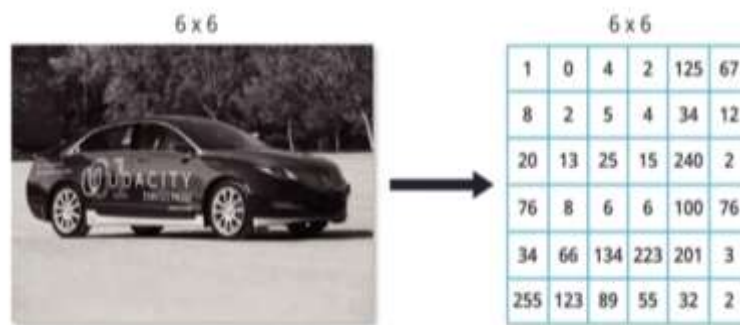 6 x 6
6 x 6
UDACITY
1 0 4 2 125 67
8 2 5 4 34 12
20 13 25 15 240 2
76 8 6 6 100 76
34 66 134 223 201 3
255 123 89 55 32 2